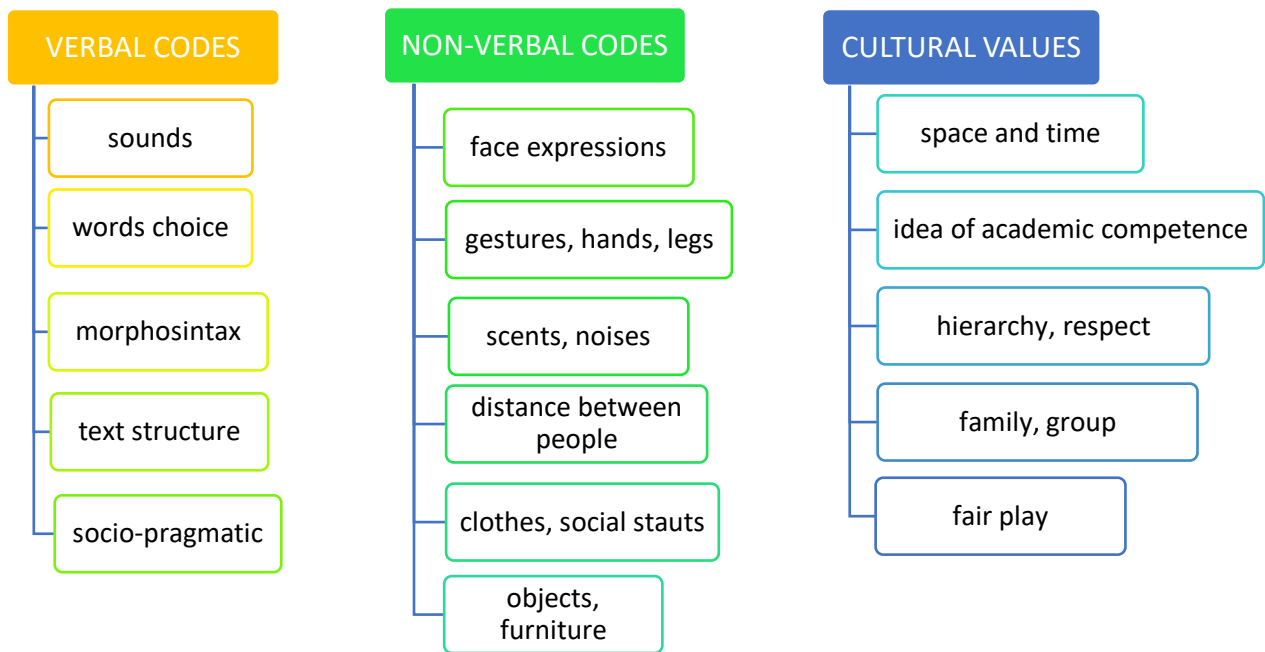 VERBAL CODES
sounds
words choice
morphosintax
text structure
socio-pragmatic
NON-VERBAL CODES
face expressions
gestures, hands, legs
scents, noises
distance between
people
clothes, social stauts
objects,
furniture
CULTURAL VALUES
space and time
idea of academic competence
hierarchy, respect
family, group
fair play